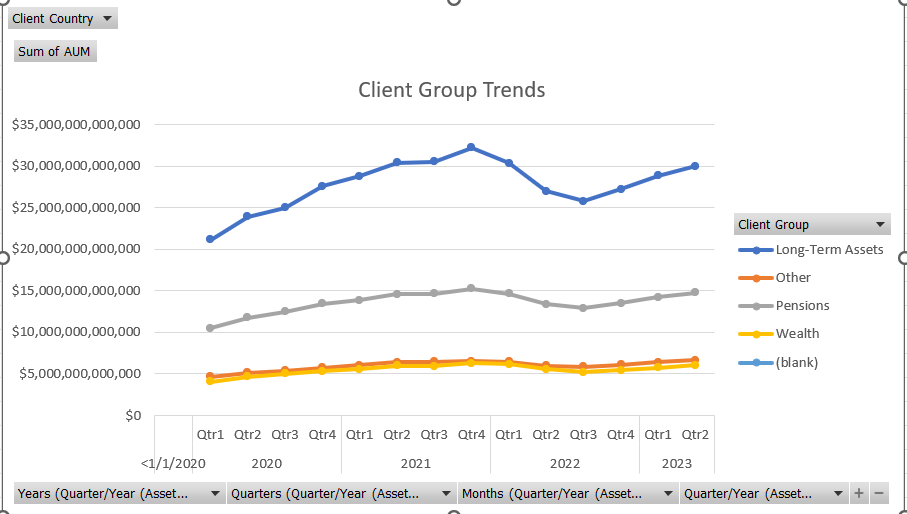 Client Country
Sum of AUM
Client Group Trends
$35,000,000,000,000
$30,000,000,000,000
$25,000,000,000,000
$20,000,000,000,000
$15,000,000,000,000
$10,000,000,000,000
$5,000,000,000,000
$0
Client Group
Long-Term Assets
Other
Pensions
Wealth
(blank)
Qtr1 Qtr2 Qtr3 Qtr4 Qtr1 Qtr2 Qtr3 Qtr4 Qtr1 Qtr2 Qtr3 Qtr4 Qtr1 Qtr2
<1/1/2020 2020 2021 2022 2023
Years (Quarter/Year (Asset... Quarters (Quarter/Year (Asset... Months (Quarter/Year (Asset... Quarter/Year (Asset... + −